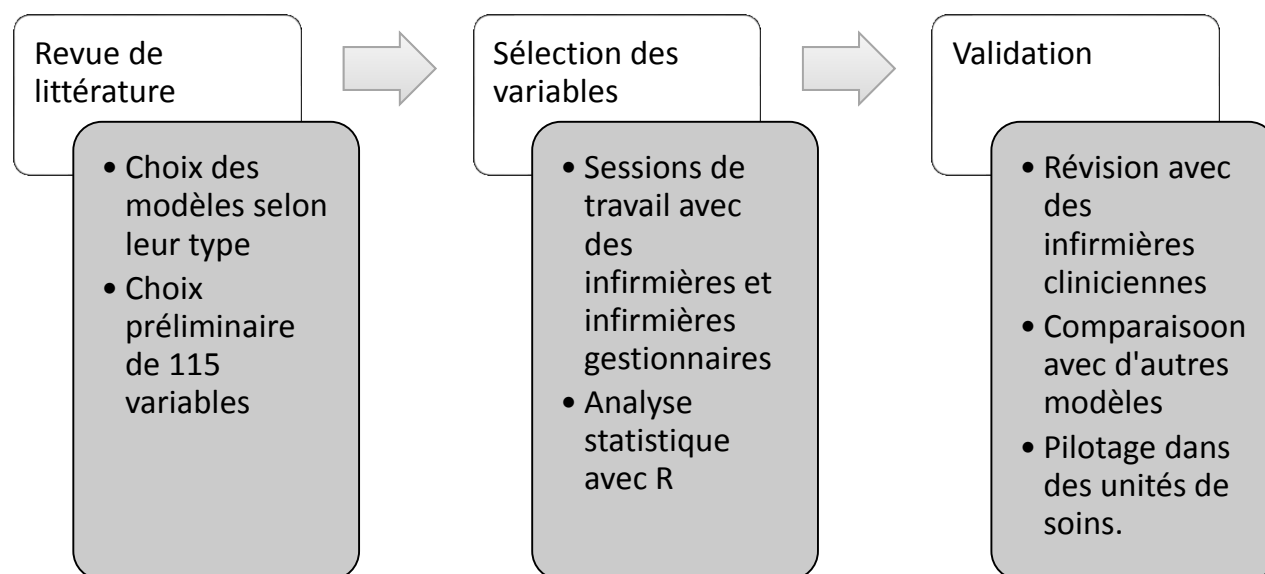 Revue de
littérature
• Choix des
modèles selon
leur type
• Choix
préliminaire
de 115
variables
Sélection des
variables
• Sessions de
travail avec
des
infirmières et
infirmières
gestionnaires
• Analyse
statistique
avec R
Validation
• Révision avec
des
infirmières
cliniciennes
• Comparaisoon
avec d'autres
modèles
• Pilotage dans
des unités de
soins.